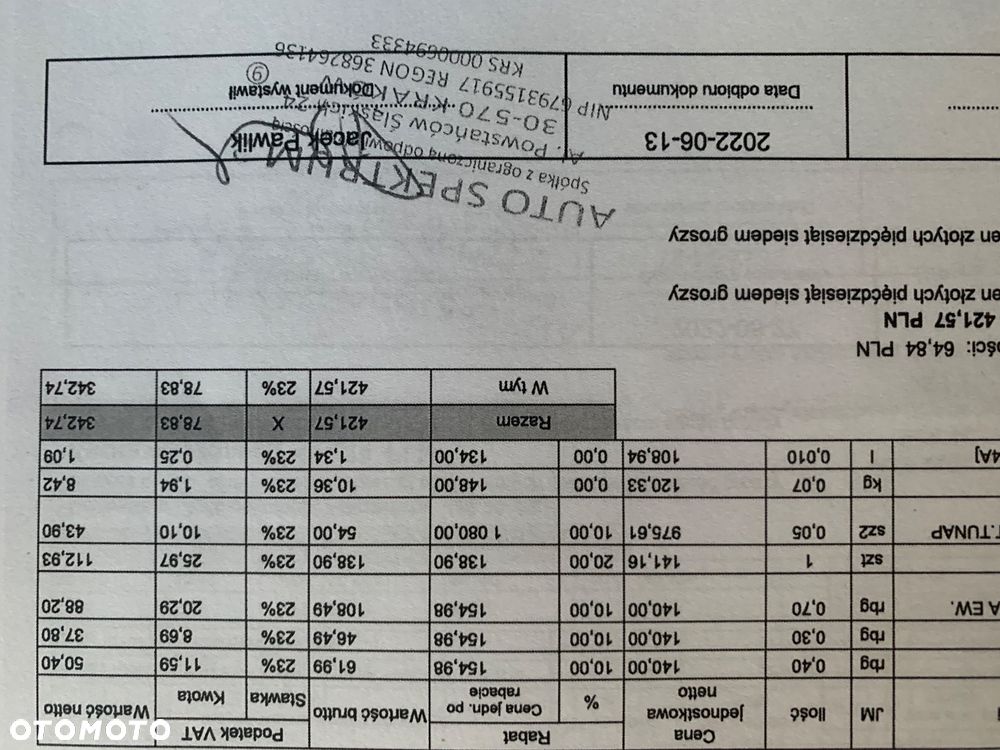 Cena Rabat Podatek VAT
JM Ilość jednostkowa netto % Cena jedn. po rabacie Wartość brutto Stawka Kwota Wartość netto
rbg 0,40 140,00 10,00 154,98 61,99 23% 11,59 50,40
rbg 0,30 140,00 10,00 154,98 46,49 23% 8,69 37,80
A EW. rbg 0,70 140,00 10,00 154,98 108,49 23% 20,29 88,20
szt 1 141,16 20,00 138,90 138,90 23% 25,97 112,93
T.TUNAP sz2 0,05 975,61 10,00 1 080,00 54,00 23% 10,10 43,90
kg 0,07 120,33 0,00 148,00 10,36 23% 1,94 8,42
4A] l 0,010 108,94 0,00 134,00 1,34 23% 0,25 1,09
Razem 421,57 X 78,83 342,74
W tym 421,57 23% 78,83 342,74
ości: 64,84 PLN
421,57 PLN
en złotych pięćdziesiąt siedem groszy
en złotych pięćdziesiąt siedem groszy
AUTO SPEKTRUM
Spółka z ograniczoną odpowiedzialnością
Powstańców Śląskich 24
30-570 KRAKÓW
NIP 6793155917 REGON 368264136
KRS 0000694333
9
2022-06-13 Jacek Pawlik
Data odbioru dokumentu Dokument wystawił
OTOMOTO